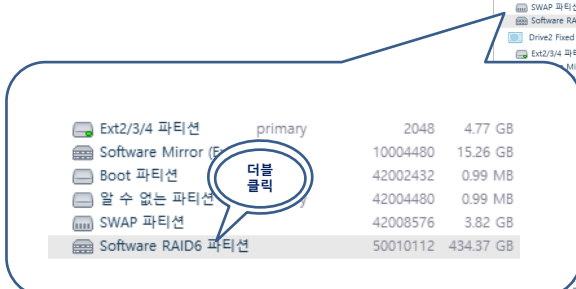 SWAP 파티션
Software RA
Drive2 Fixed
Ext2/3/4 파티
Mi
Ext2/3/4 파티션 primary 2048 4.77 GB
Software Mirror (E 10004480 15.26 GB
Boot 파티션 42002432 0.99 MB
알 수 없는 파티션 y 42004480 0.99 MB
SWAP 파티션 42008576 3.82 GB
Software RAID6 파티션 50010112 434.37 GB
더블
클릭